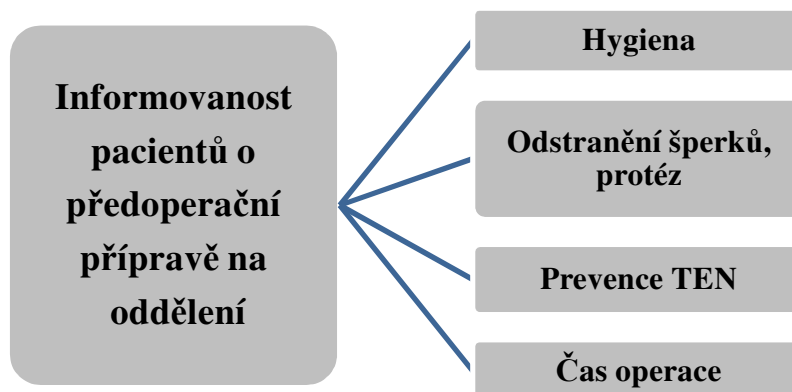 Informovanost
pacientů o
předoperační
přípravě na
oddělení
Hygiena
Odstranění šperků,
protéz
Prevence TEN
Čas operace